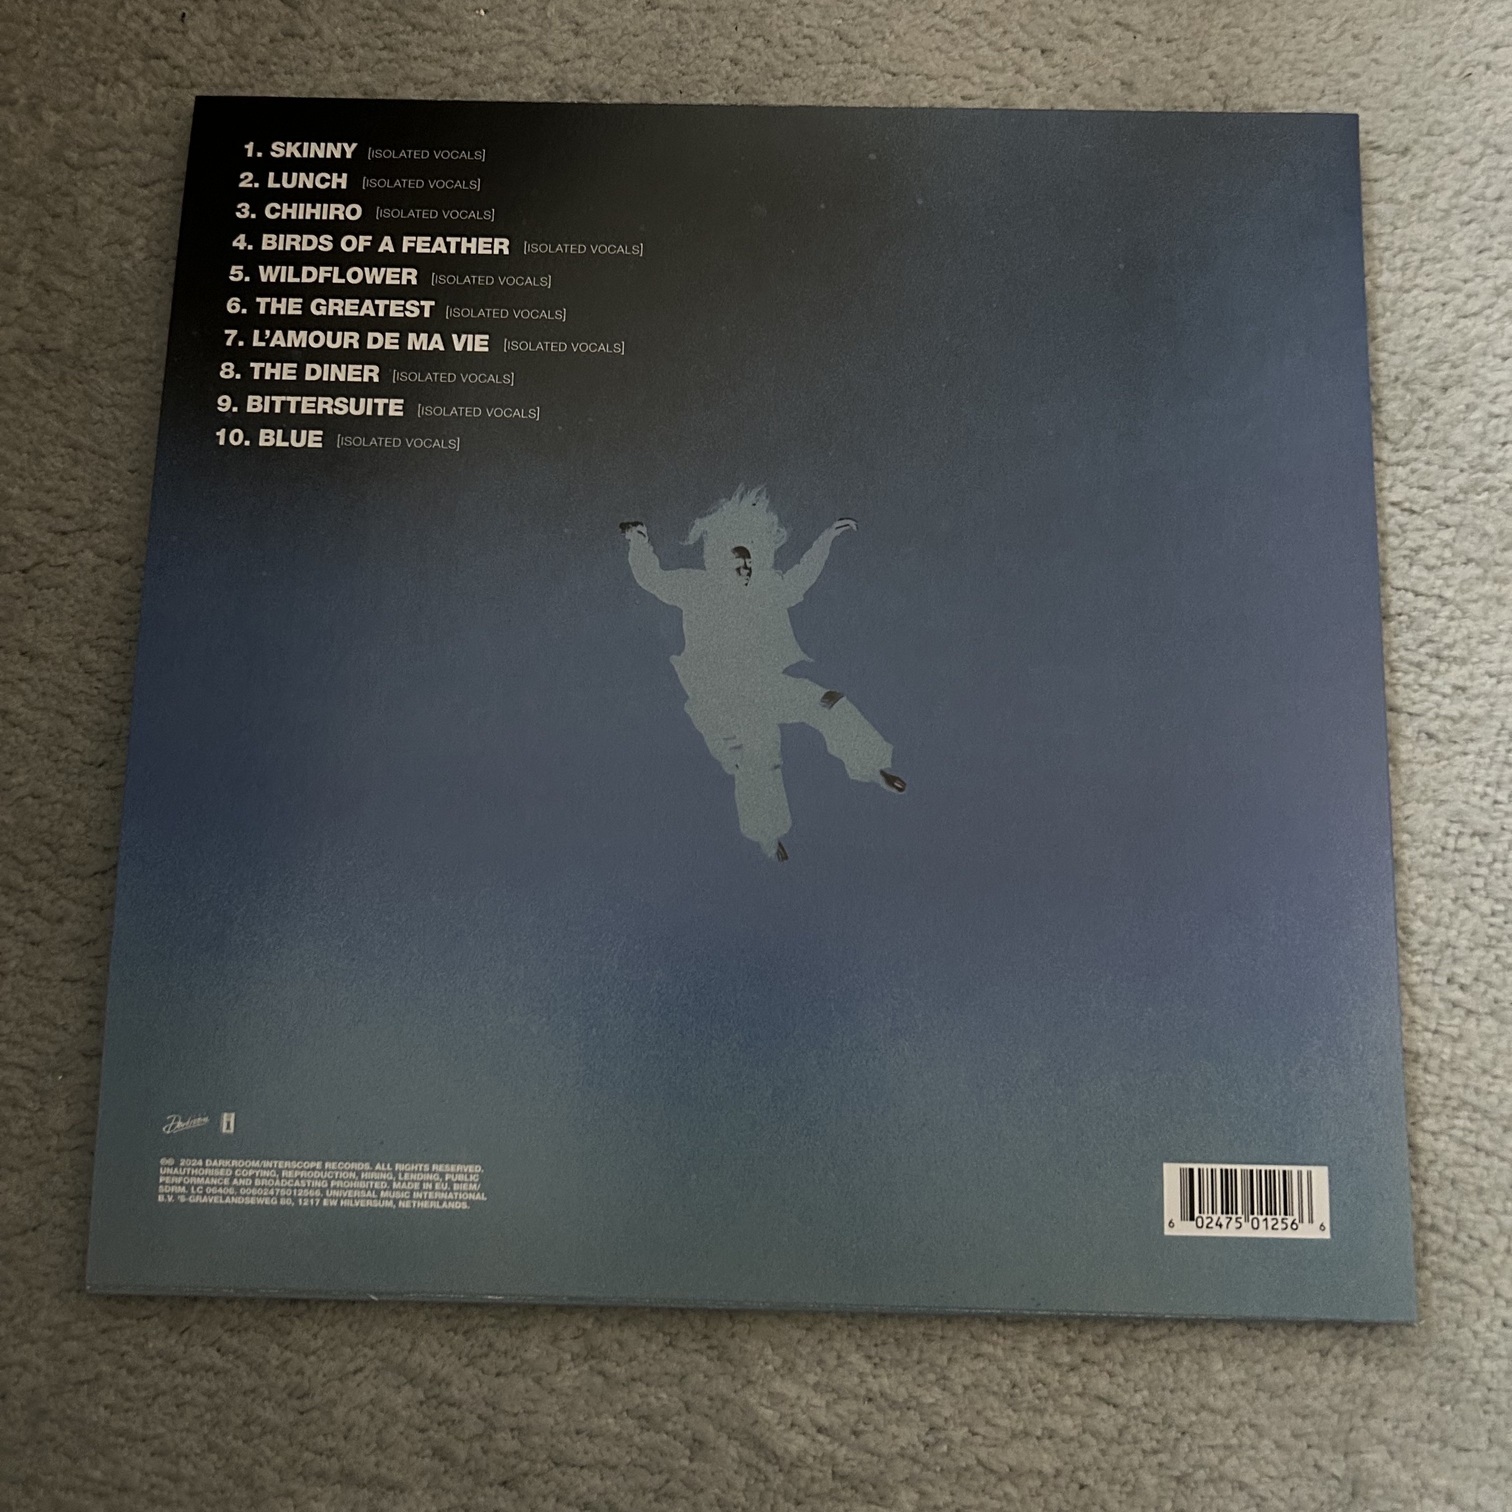 1. SKINNY [ISOLATED VOCALS]
2. LUNCH [ISOLATED VOCALS]
3. CHIHIRO [ISOLATED VOCALS]
4. BIRDS OF A FEATHER [ISOLATED VOCALS]
5. WILDFLOWER [ISOLATED VOCALS]
6. THE GREATEST [ISOLATED VOCALS]
7. L'AMOUR DE MA VIE [ISOLATED VOCALS]
8. THE DINER [ISOLATED VOCALS]
9. BITTERSUITE [ISOLATED VOCALS]
10. BLUE [ISOLATED VOCALS]
Darkroom i
℗© 2024 DARKROOM/INTERSCOPE RECORDS. ALL RIGHTS RESERVED.
UNAUTHORISED COPYING, REPRODUCTION, HIRING, LENDING, PUBLIC
PERFORMANCE AND BROADCASTING PROHIBITED. MADE IN EU. BIEM/
SDRM. LC 06406. 00602475012566. UNIVERSAL MUSIC INTERNATIONAL
B.V. 'S-GRAVELANDSEWEG 80, 1217 EW HILVERSUM, NETHERLANDS.
6 02475 01256 6